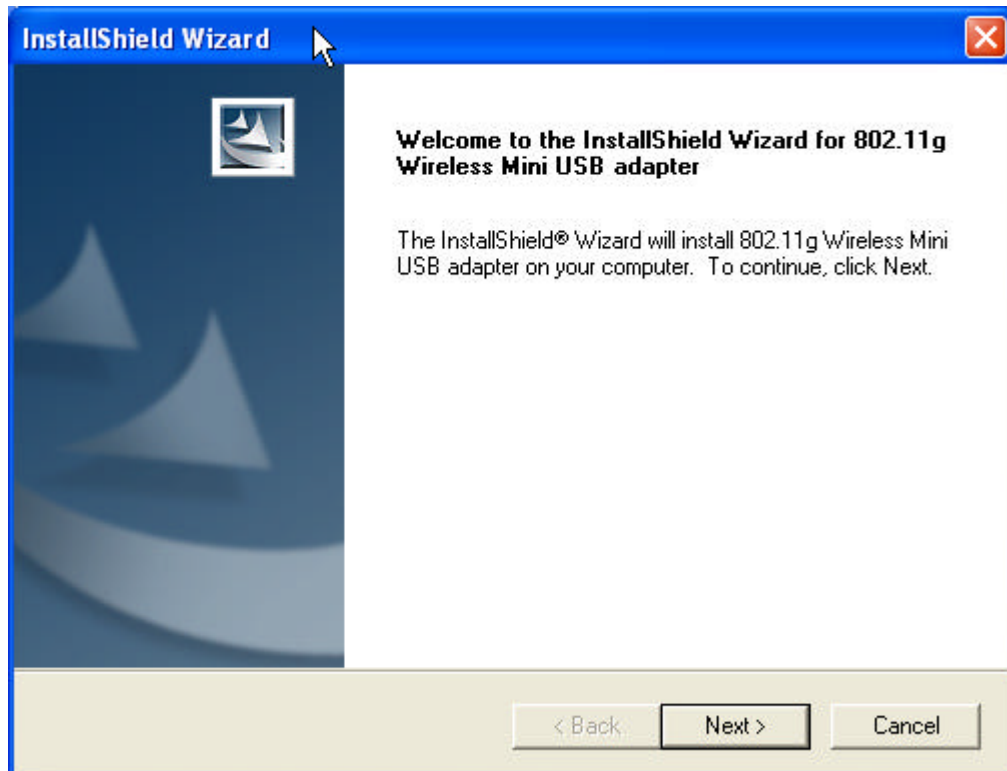 InstallShield Wizard
Welcome to the InstallShield Wizard for 802.11g
Wireless Mini USB adapter
The InstallShield® Wizard will install 802.11g Wireless Mini
USB adapter on your computer. To continue, click Next.
< Back
Next >
Cancel